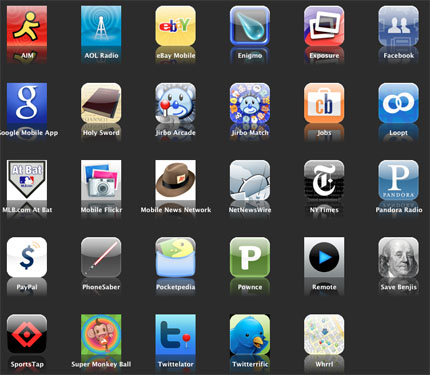 AIM
AOL Radio
ebY
eBay Mobile
Enigmo
Exposure
Facebook
g
Google Mobile App
Holy Sword
Jirbo Arcade
Jirbo Match
cb
Jobs
Loopt
At Bat
MLB.com At Bat
Mobile Flickr
Mobile News Network
NetNewsWire
T
NYTimes
P
PANDORA
Pandora Radio
$
PayPal
PhoneSaber
Pocketpedia
P
Pownce
Remote
Save Benjis
SportsTap
Super Monkey Ball
t
Twittelator
Twitterrific
Whrrl